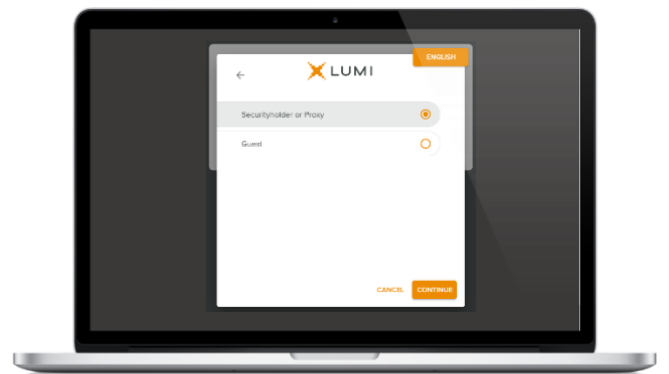 ENGLISH
LUMI
Securityholder or Proxy
Guest
CANCEL
CONTINUE